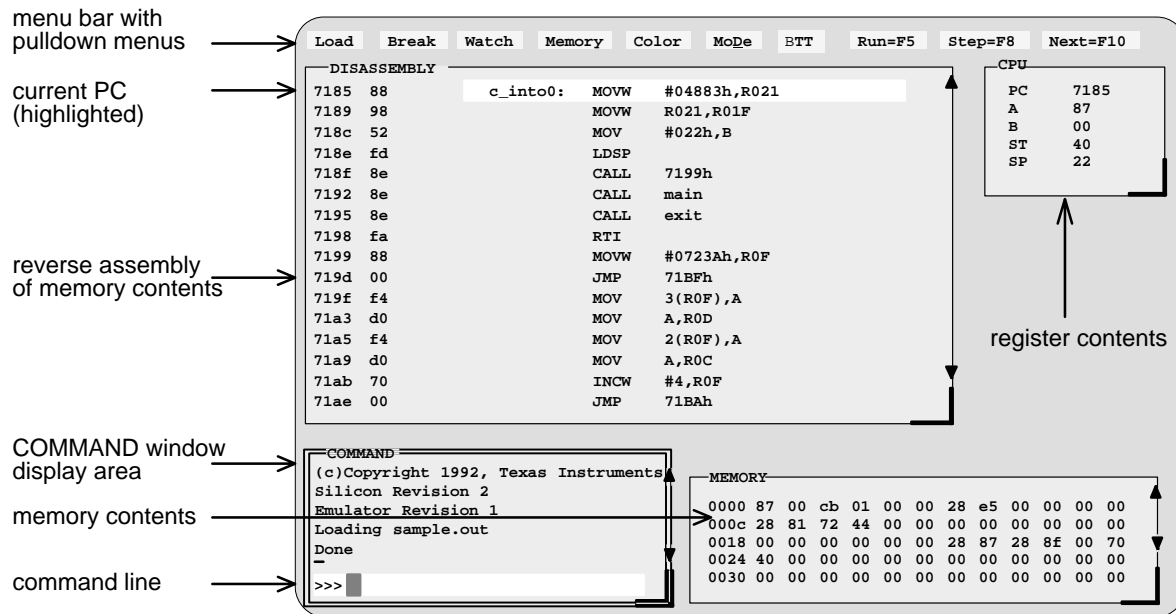 menu bar with
pulldown menus
Load Break Watch Memory Color MoDe BTT Run=F5 Step=F8 Next=F10
current PC
(highlighted)
DISASSEMBLY
7185 88 c_into0: MOVW #04883h,R021
7189 98 MOVW R021,R01F
718c 52 MOV #022h,B
718e fd LDSP
718f 8e CALL 7199h
7192 8e CALL main
7195 8e CALL exit
7198 fa RTI
7199 88 MOVW #0723Ah,R0F
719d 00 JMP 71BFh
719f f4 MOV 3(R0F),A
71a3 d0 MOV A,R0D
71a5 f4 MOV 2(R0F),A
71a9 d0 MOV A,R0C
71ab 70 INCW #4,R0F
71ae 00 JMP 71BAh
CPU
PC 7185
A 87
B 00
ST 40
SP 22
register contents
reverse assembly
of memory contents
COMMAND window
display area
COMMAND
(c)Copyright 1992, Texas Instruments
Silicon Revision 2
Emulator Revision 1
Loading sample.out
Done
>>>
memory contents
command line
MEMORY
0000 87 00 cb 01 00 00 28 e5 00 00 00 00
000c 28 81 72 44 00 00 00 00 00 00 00 00
0018 00 00 00 00 00 00 28 87 28 8f 00 70
0024 40 00 00 00 00 00 00 00 00 00 00 00
0030 00 00 00 00 00 00 00 00 00 00 00 00